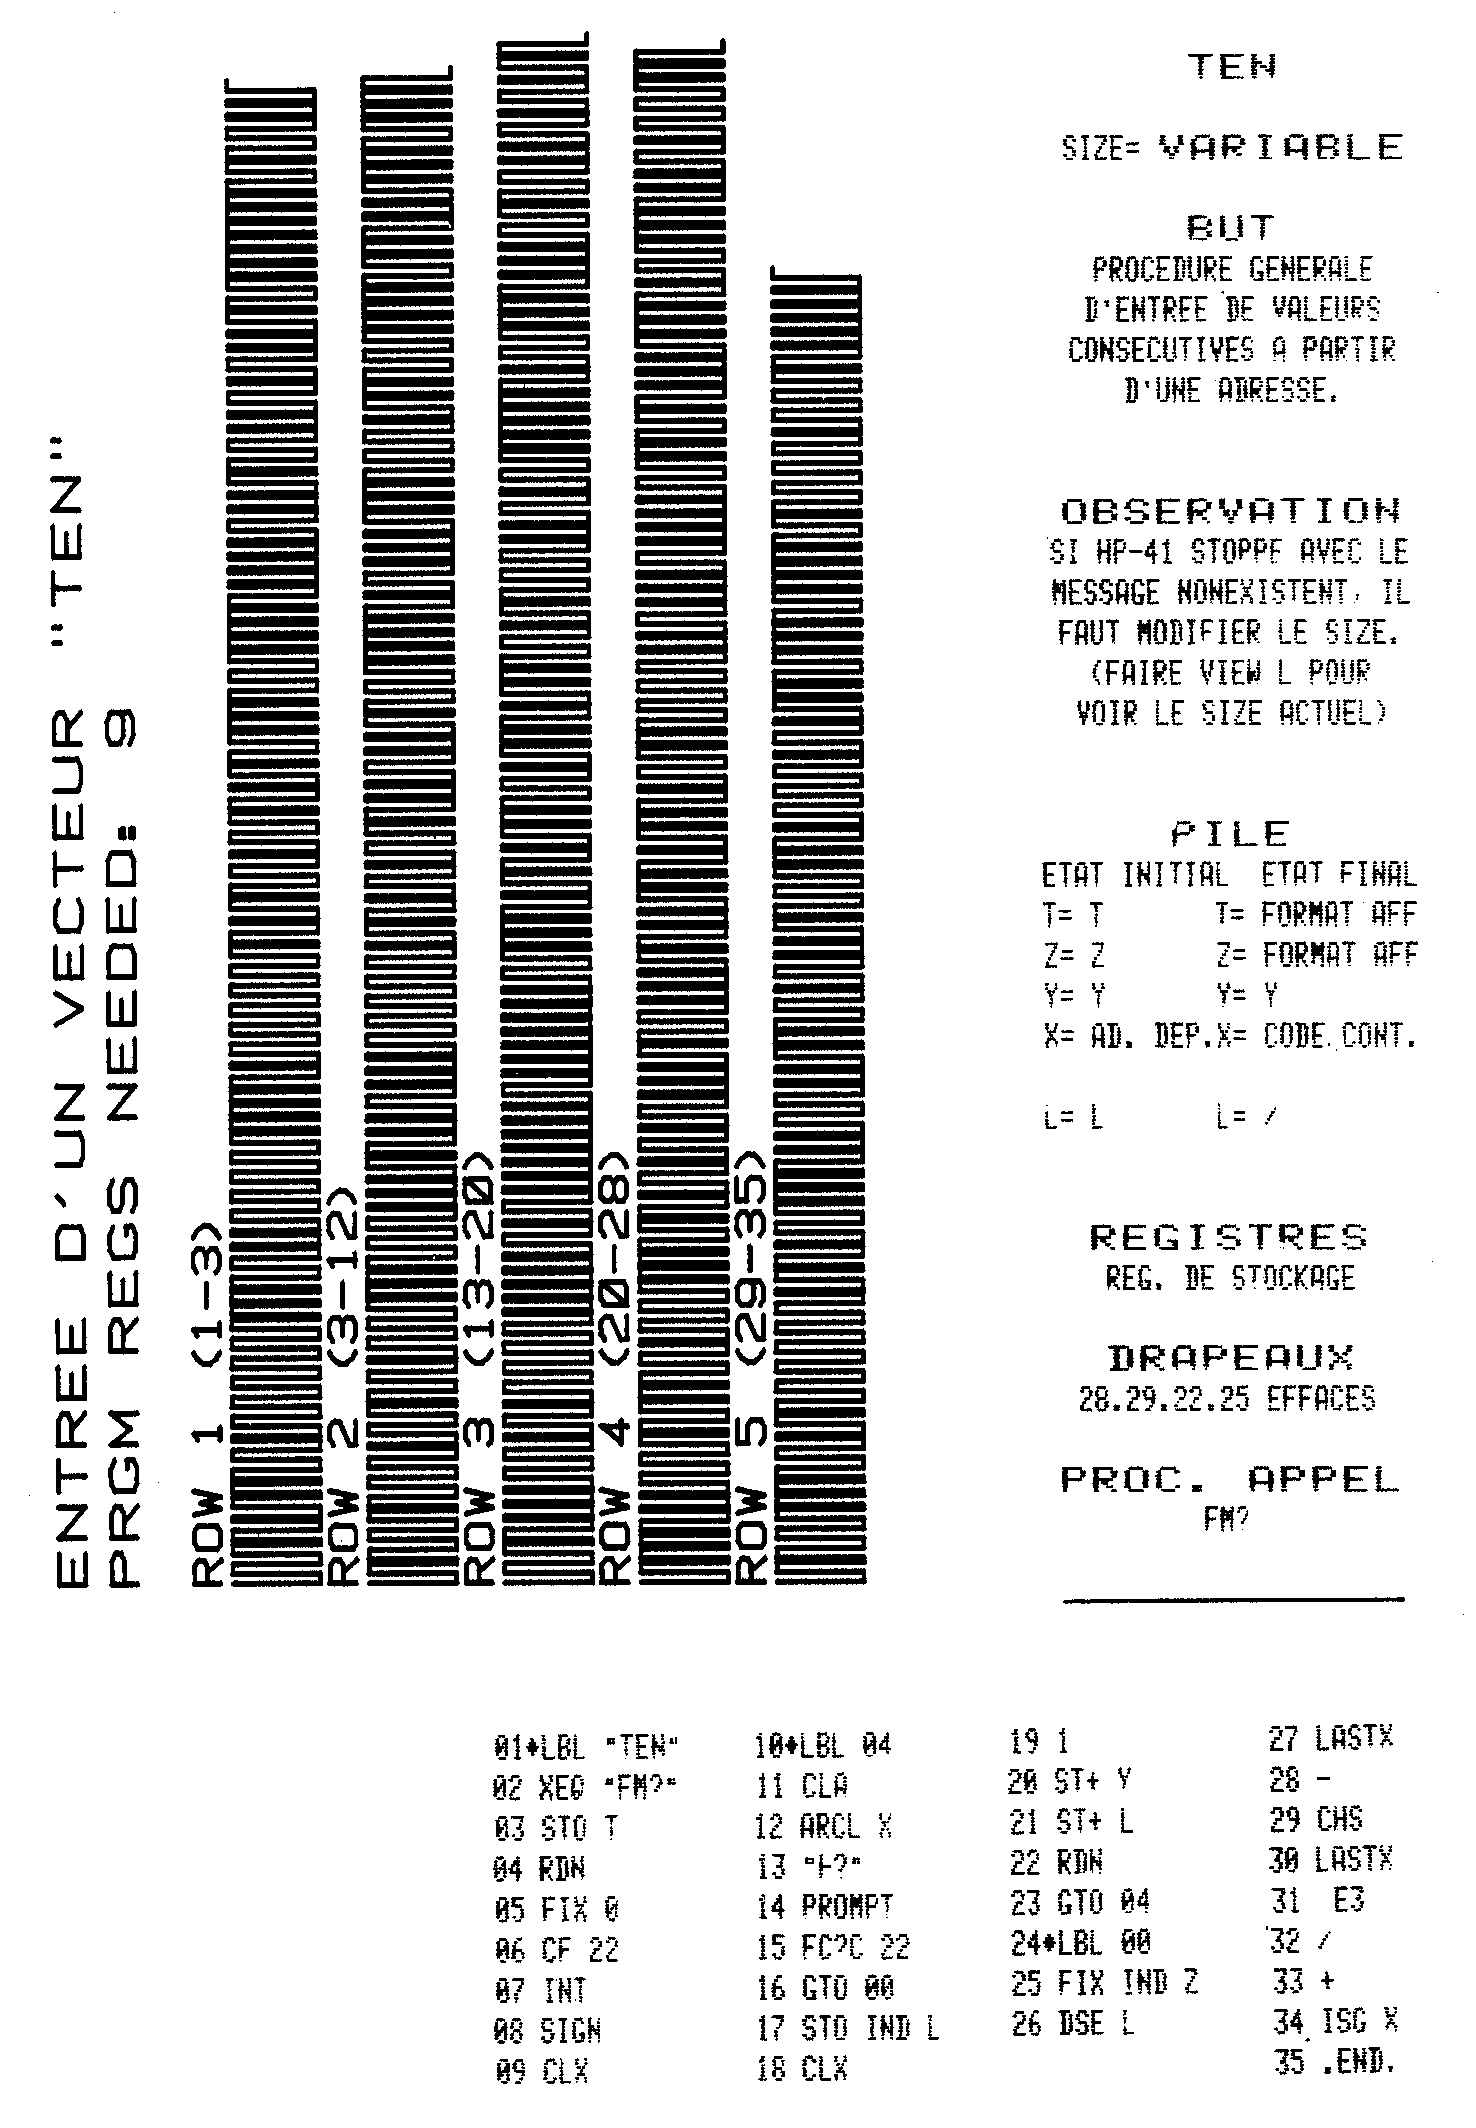 ENTRE D'UN VECTEUR "TEN"
PRGM REGS NEEDED: 9
ROW 1 (1-3)
ROW 2 (3-12)
ROW 3 (13-20)
ROW 4 (20-28)
ROW 5 (29-35)
TEN
SIZE= VARIABLE
BUT
PROCEDURE GENERALE
D'ENTREE DE VALEURS
CONSECUTIVES A PARTIR
D'UNE ADRESSE.
OBSERVATION
SI HP-41 STOPPE AVEC LE
MESSAGE NONEXISTENT, IL
FAUT MODIFIER LE SIZE.
(FAIRE VIEW L POUR
VOIR LE SIZE ACTUEL)
PILE
ETAT INITIAL ETAT FINAL
T= T T= FORMAT AFF
Z= Z Z= FORMAT AFF
Y= Y Y= Y
X= AD. DEP.X= CODE CONT.
L= L L= /
REGISTRES
REG. DE STOCKAGE
DRAPEAUX
28.29.22.25 EFFACES
PROC. APPEL
FM?
01♦LBL "TEN"
02 XEQ "FM?"
03 STO T
04 RDN
05 FIX 0
06 CF 22
07 INT
08 SIGN
09 CLX
10♦LBL 04
11 CLA
12 ARCL X
13 "⊢?"
14 PROMPT
15 FC?C 22
16 GTO 00
17 STO IND L
18 CLX
19 1
20 ST+ Y
21 ST+ L
22 RDN
23 GTO 04
24♦LBL 00
25 FIX IND Z
26 DSE L
27 LASTX
28 -
29 CHS
30 LASTX
31 E3
32 /
33 +
34 ISG X
35 .END.